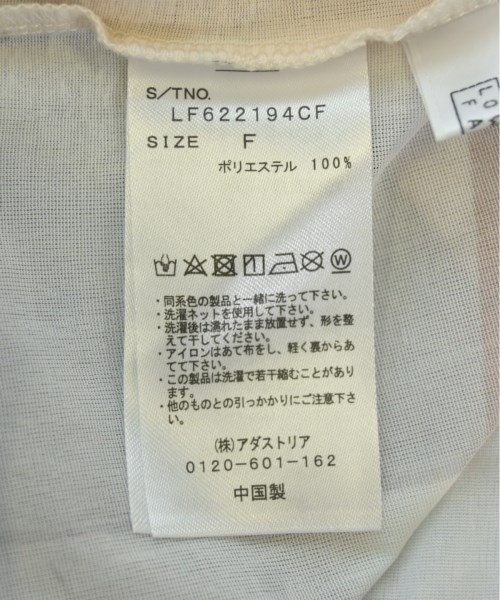 S/TNO.
LF622194CF
SIZE F
ポリエステル 100%
・同系色の製品と一緒に洗って下さい。
・洗濯ネットを使用して下さい。
・洗濯後は濡れたまま放置せず、形を整
えて干してください。
・アイロンはあて布をし、軽く裏からあ
てて下さい。
・この製品は洗濯で若干縮むことがあり
ます。
・他のものとの引っかかりにご注意下さ
い。
(株)アダストリア
0120-601-162
中国製